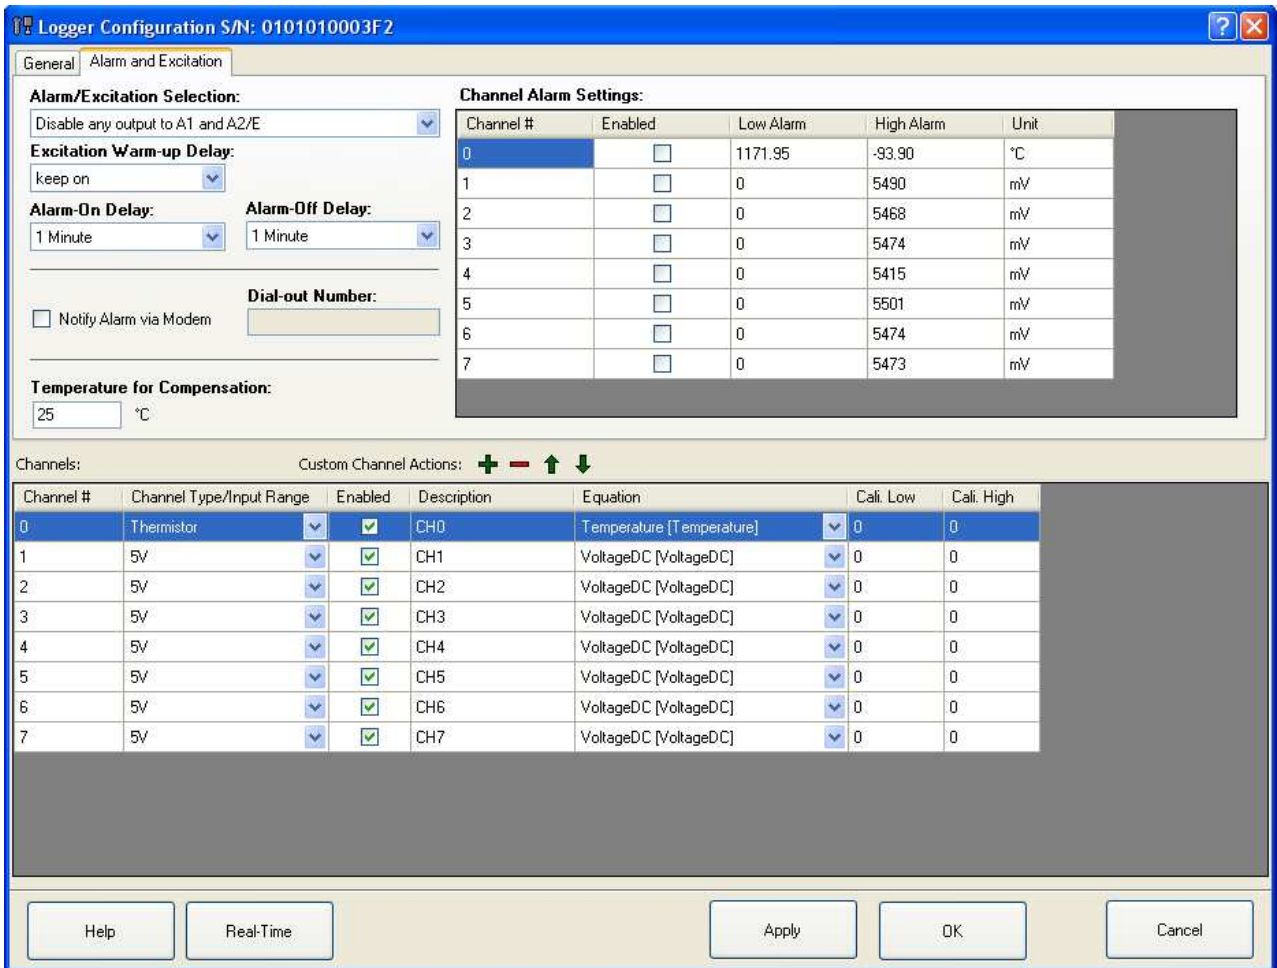 Logger Configuration S/N: 0101010003F2
General Alarm and Excitation
Alarm/Excitation Selection:
Disable any output to A1 and A2/E
Excitation Warm-up Delay:
keep on
Alarm-On Delay: Alarm-Off Delay:
1 Minute 1 Minute
Notify Alarm via Modem
Dial-out Number:
Temperature for Compensation:
25 °C
Channel Alarm Settings:
Channel # Enabled Low Alarm High Alarm Unit
0 1171.95 -93.90 °C
1 0 5490 mV
2 0 5468 mV
3 0 5474 mV
4 0 5415 mV
5 0 5501 mV
6 0 5474 mV
7 0 5473 mV
Channels: Custom Channel Actions:
Channel # Channel Type/Input Range Enabled Description Equation Cali. Low Cali. High
0 Thermistor CH0 Temperature [Temperature] 0 0
1 5V CH1 VoltageDC [VoltageDC] 0 0
2 5V CH2 VoltageDC [VoltageDC] 0 0
3 5V CH3 VoltageDC [VoltageDC] 0 0
4 5V CH4 VoltageDC [VoltageDC] 0 0
5 5V CH5 VoltageDC [VoltageDC] 0 0
6 5V CH6 VoltageDC [VoltageDC] 0 0
7 5V CH7 VoltageDC [VoltageDC] 0 0
Help Real-Time Apply OK Cancel